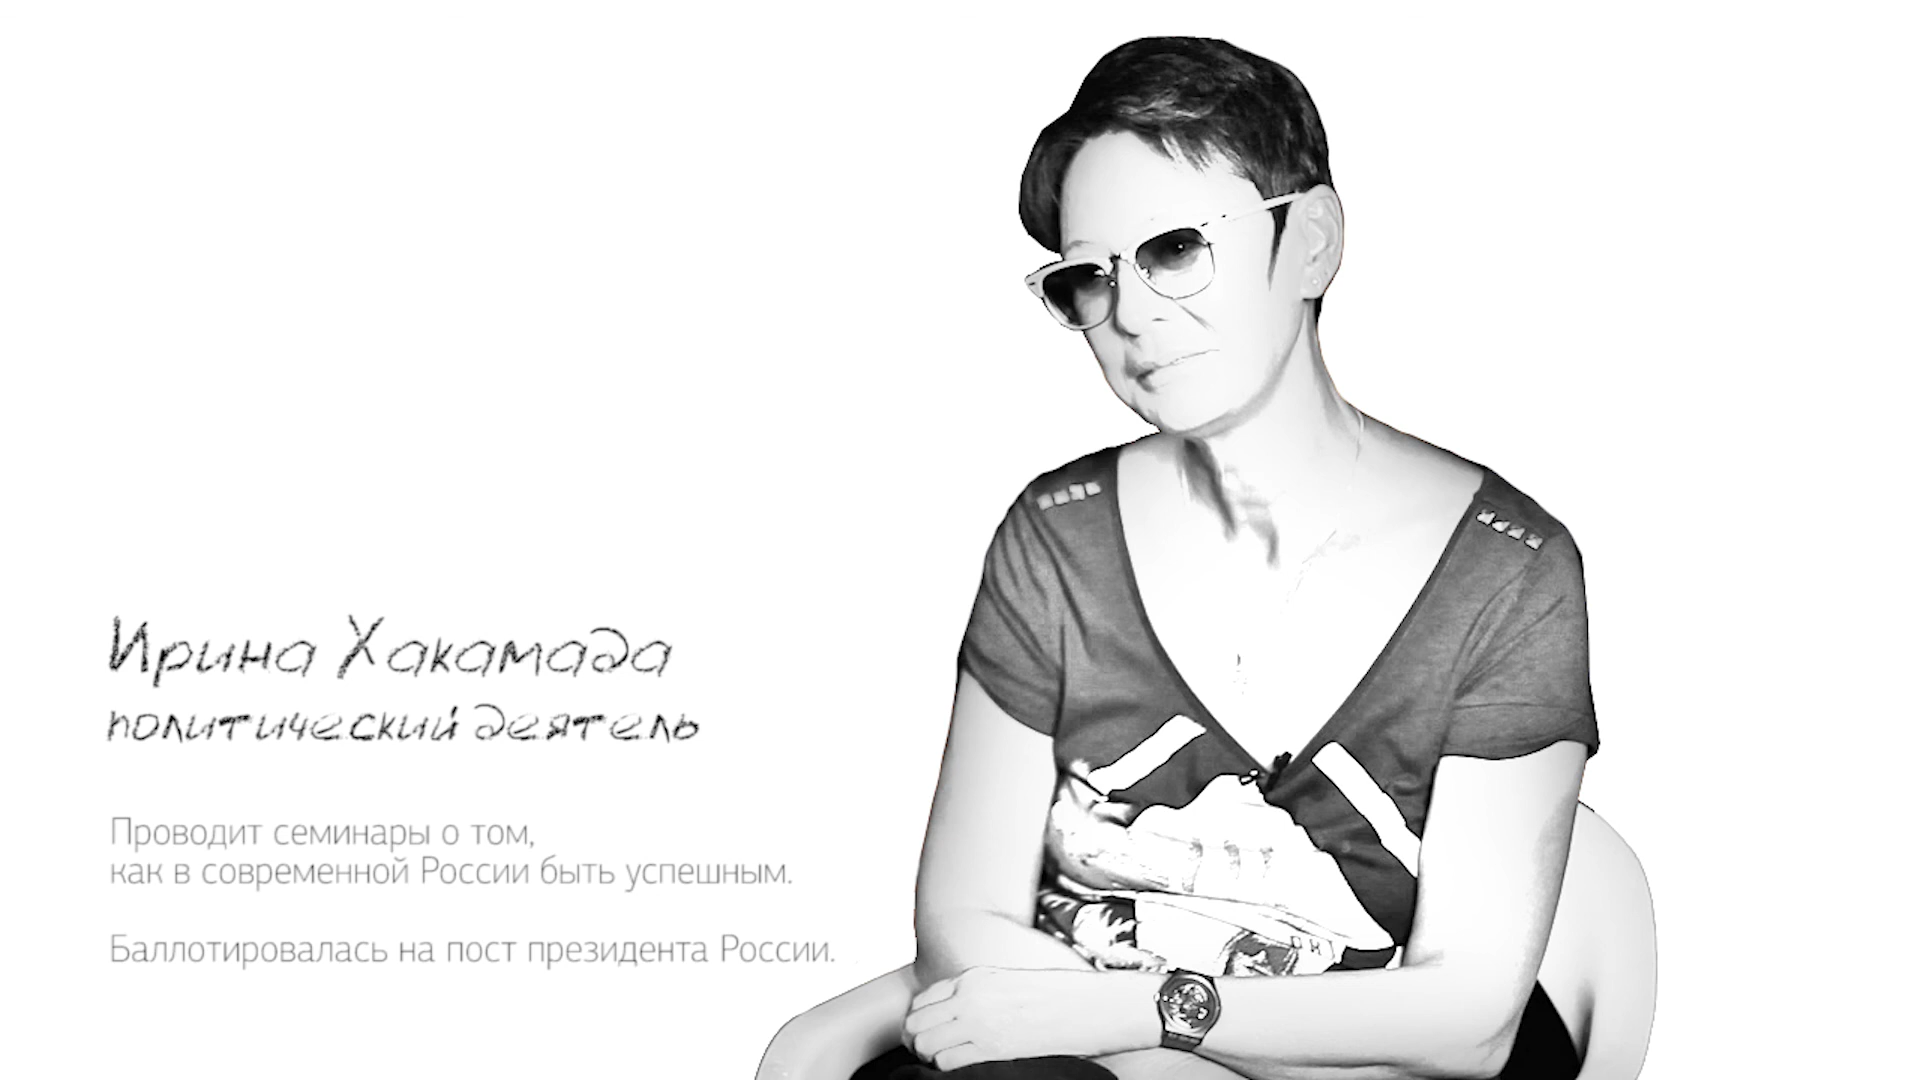 Ирина Хакамада
политический деятель
Проводит семинары о том,
как в современной России быть успешным.
Баллотировалась на пост президента России.